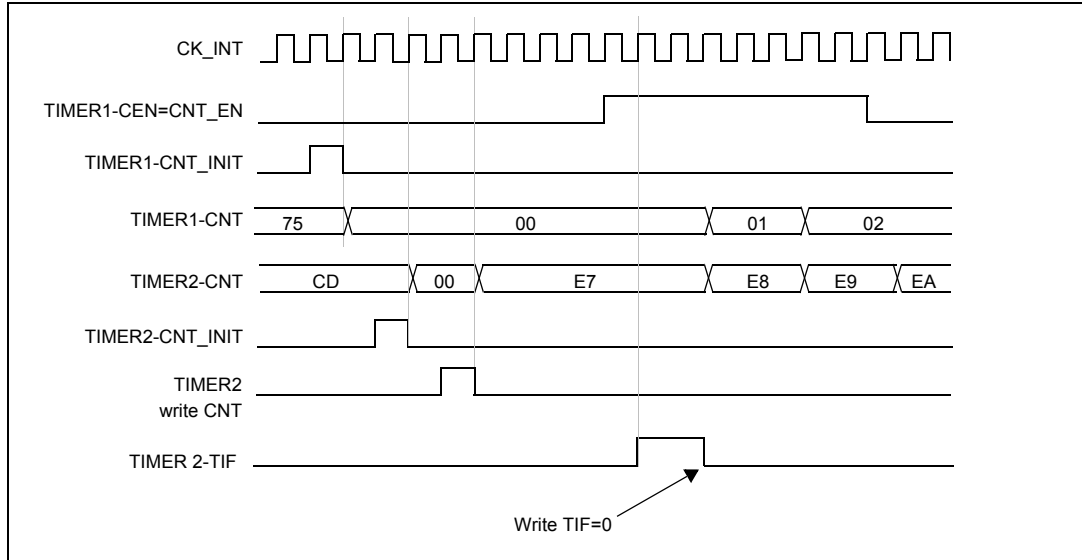 CK_INT
TIMER1-CEN=CNT_EN
TIMER1-CNT_INIT
TIMER1-CNT 75 00 01 02
TIMER2-CNT CD 00 E7 E8 E9 EA
TIMER2-CNT_INIT
TIMER2
write CNT
TIMER 2-TIF
Write TIF=0